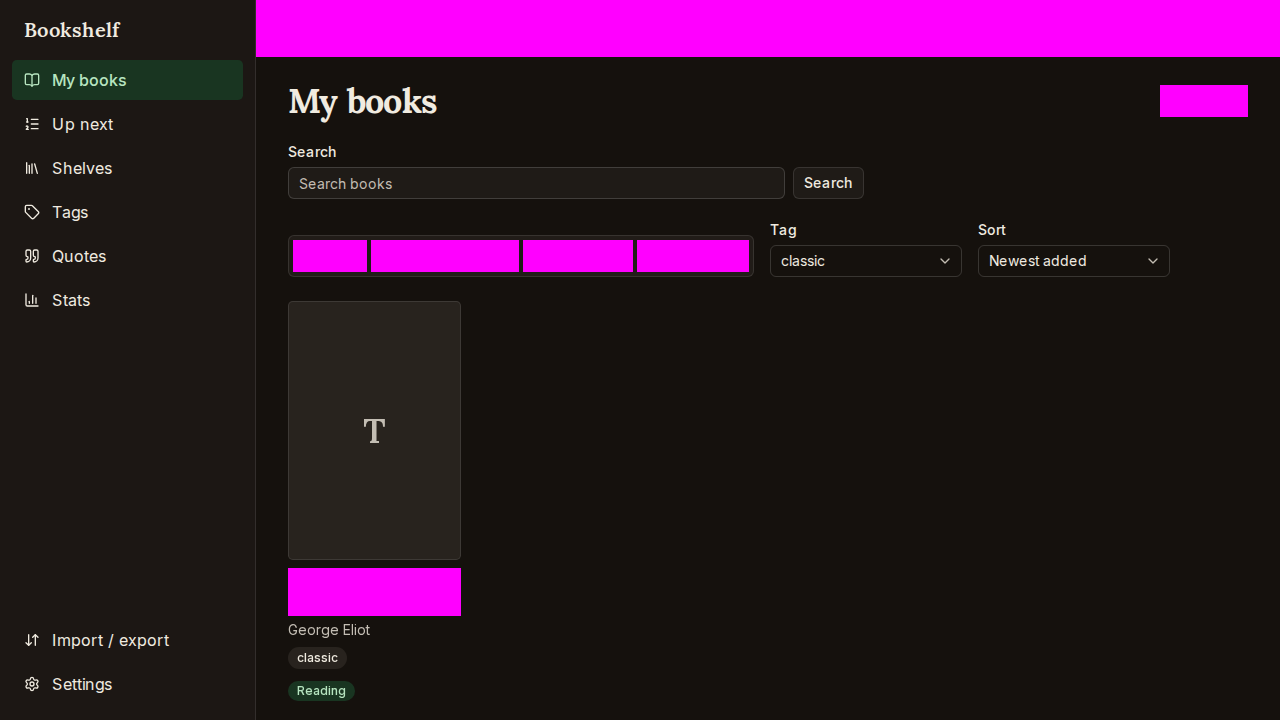 Bookshelf
My books
Up next
Shelves
Tags
Quotes
Stats
Import / export
Settings
My books
Search
Search books
Search
Tag
classic
Sort
Newest added
T
George Eliot
classic
Reading